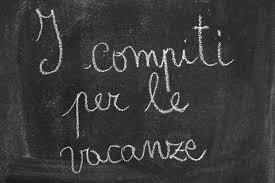 I compiti
per le
vacanze